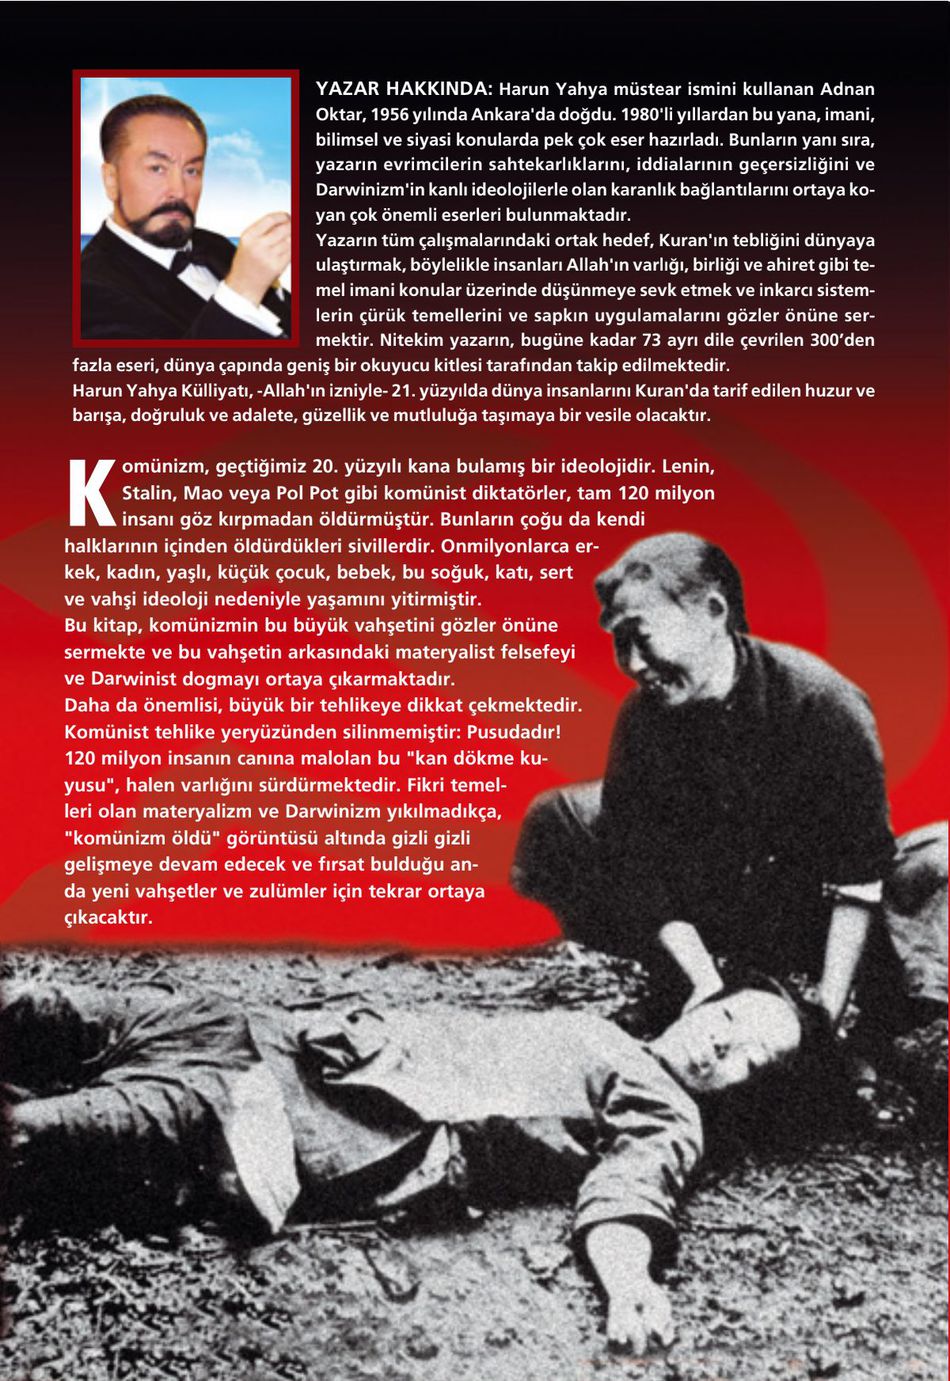 YAZAR HAKKINDA: Harun Yahya müstear ismini kullanan Adnan
Oktar, 1956 yılında Ankara'da doğdu. 1980'li yıllardan bu yana, imani,
bilimsel ve siyasi konularda pek çok eser hazırladı. Bunların yanı sıra,
yazarın evrimcilerin sahtekarlıklarını, iddialarının geçersizliğini ve
Darwinizm'in kanlı ideolojilerle olan karanlık bağlantılarını ortaya ko-
yan çok önemli eserleri bulunmaktadır.
Yazarın tüm çalışmalarındaki ortak hedef, Kuran'ın tebliğini dünyaya
ulaştırmak, böylelikle insanları Allah'ın varlığı, birliği ve ahiret gibi te-
mel imani konular üzerinde düşünmeye sevk etmek ve inkarcı sistem-
lerin çürük temellerini ve sapkın uygulamalarını gözler önüne ser-
mektir. Nitekim yazarın, bugüne kadar 73 ayrı dile çevrilen 300’den
fazla eseri, dünya çapında geniş bir okuyucu kitlesi tarafından takip edilmektedir.
Harun Yahya Külliyatı, -Allah'ın izniyle- 21. yüzyılda dünya insanlarını Kuran'da tarif edilen huzur ve
barışa, doğruluk ve adalete, güzellik ve mutluluğa taşımaya bir vesile olacaktır.
Komünizm, geçtiğimiz 20. yüzyılı kana bulamış bir ideolojidir. Lenin,
Stalin, Mao veya Pol Pot gibi komünist diktatörler, tam 120 milyon
insanı göz kırpmadan öldürmüştür. Bunların çoğu da kendi
halklarının içinden öldürdükleri sivillerdir. Onmilyonlarca er-
kek, kadın, yaşlı, küçük çocuk, bebek, bu soğuk, katı, sert
ve vahşi ideoloji nedeniyle yaşamını yitirmiştir.
Bu kitap, komünizmin bu büyük vahşetini gözler önüne
sermekte ve bu vahşetin arkasındaki materyalist felsefeyi
ve Darwinist dogmayı ortaya çıkarmaktadır.
Daha da önemlisi, büyük bir tehlikeye dikkat çekmektedir.
Komünist tehlike yeryüzünden silinmemiştir: Pusudadır!
120 milyon insanın canına malolan bu "kan dökme ku-
yusu", halen varlığını sürdürmektedir. Fikri temel-
leri olan materyalizm ve Darwinizm yıkılmadıkça,
"komünizm öldü" görüntüsü altında gizli gizli
gelişmeye devam edecek ve fırsat bulduğu an-
da yeni vahşetler ve zulümler için tekrar ortaya
çıkacaktır.